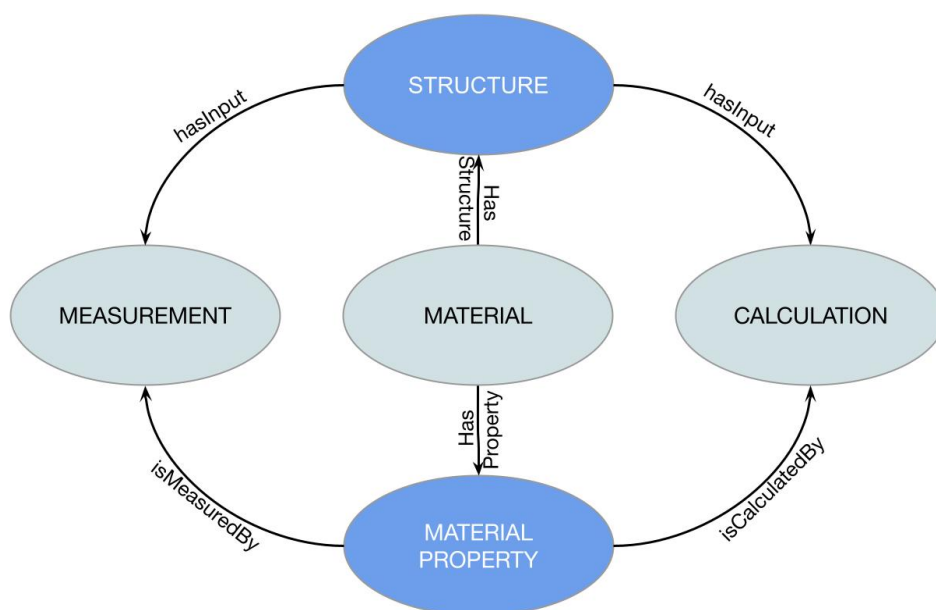 STRUCTURE
hasInput
hasInput
Has
Structure
MEASUREMENT
MATERIAL
CALCULATION
Has
Property
isMeasuredBy
isCalculatedBy
MATERIAL
PROPERTY